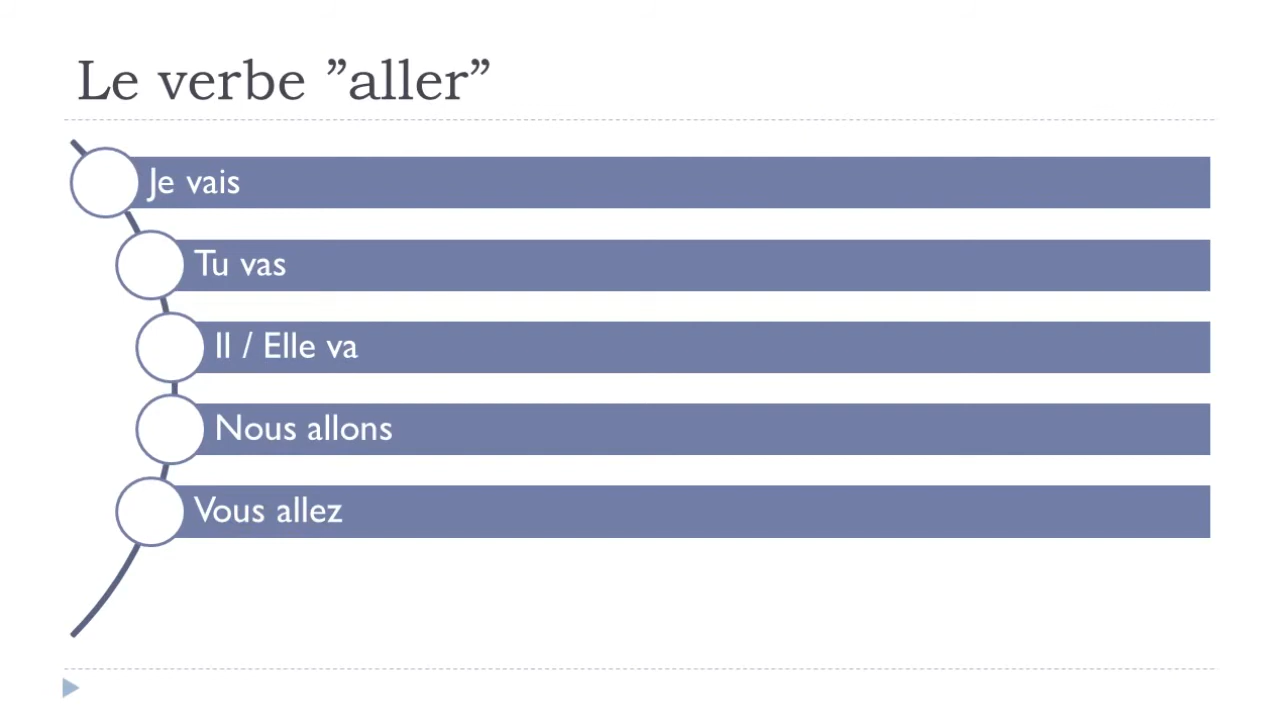 Le verbe ”aller”
Je vais
Tu vas
Il / Elle va
Nous allons
Vous allez